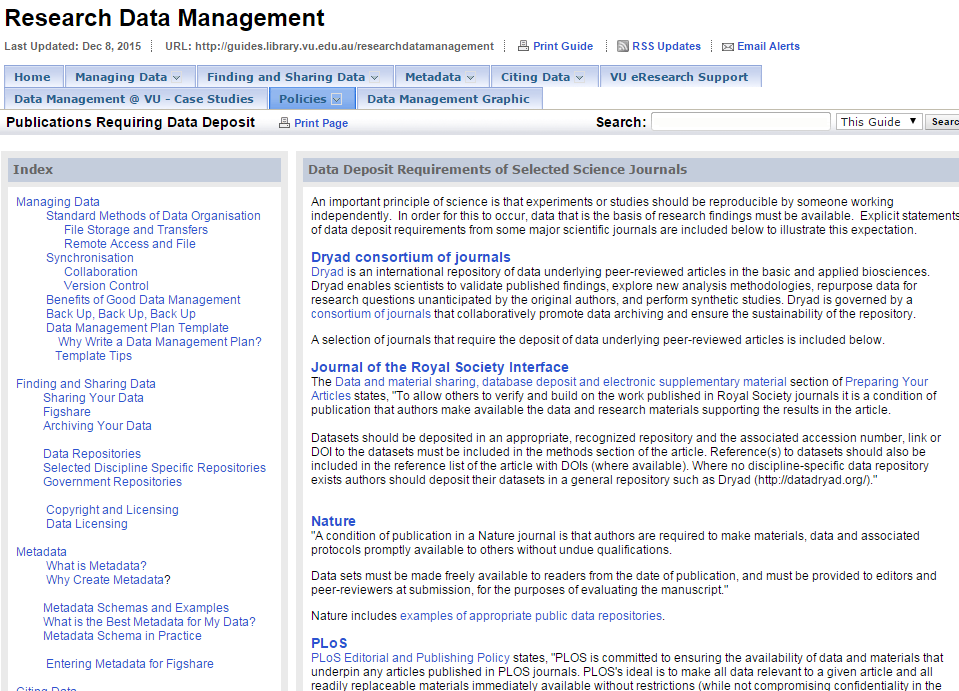 Research Data Management
Last Updated: Dec 8, 2015 URL: http://guides.library.vu.edu.au/researchdatamanagement Print Guide RSS Updates Email Alerts
Home Managing Data Finding and Sharing Data Metadata Citing Data VU eResearch Support
Data Management @ VU - Case Studies Policies Data Management Graphic
Publications Requiring Data Deposit Print Page Search: This Guide Searc
Index
Managing Data
Standard Methods of Data Organisation
File Storage and Transfers
Remote Access and File
Synchronisation
Collaboration
Version Control
Benefits of Good Data Management
Back Up, Back Up, Back Up
Data Management Plan Template
Why Write a Data Management Plan?
Template Tips
Finding and Sharing Data
Sharing Your Data
Figshare
Archiving Your Data
Data Repositories
Selected Discipline Specific Repositories
Government Repositories
Copyright and Licensing
Data Licensing
Metadata
What is Metadata?
Why Create Metadata?
Metadata Schemas and Examples
What is the Best Metadata for My Data?
Metadata Schema in Practice
Entering Metadata for Figshare
Citing Data
Data Deposit Requirements of Selected Science Journals
An important principle of science is that experiments or studies should be reproducible by someone working
independently. In order for this to occur, data that is the basis of research findings must be available. Explicit statements
of data deposit requirements from some major scientific journals are included below to illustrate this expectation.
Dryad consortium of journals
Dryad is an international repository of data underlying peer-reviewed articles in the basic and applied biosciences.
Dryad enables scientists to validate published findings, explore new analysis methodologies, repurpose data for
research questions unanticipated by the original authors, and perform synthetic studies. Dryad is governed by a
consortium of journals that collaboratively promote data archiving and ensure the sustainability of the repository.
A selection of journals that require the deposit of data underlying peer-reviewed articles is included below.
Journal of the Royal Society Interface
The Data and material sharing, database deposit and electronic supplementary material section of Preparing Your
Articles states, "To allow others to verify and build on the work published in Royal Society journals it is a condition of
publication that authors make available the data and research materials supporting the results in the article.
Datasets should be deposited in an appropriate, recognized repository and the associated accession number, link or
DOI to the datasets must be included in the methods section of the article. Reference(s) to datasets should also be
included in the reference list of the article with DOIs (where available). Where no discipline-specific data repository
exists authors should deposit their datasets in a general repository such as Dryad (http://datadryad.org/)."
Nature
"A condition of publication in a Nature journal is that authors are required to make materials, data and associated
protocols promptly available to others without undue qualifications.
Data sets must be made freely available to readers from the date of publication, and must be provided to editors and
peer-reviewers at submission, for the purposes of evaluating the manuscript."
Nature includes examples of appropriate public data repositories.
PLoS
PLoS Editorial and Publishing Policy states, "PLOS is committed to ensuring the availability of data and materials that
underpin any articles published in PLOS journals. PLOS's ideal is to make all data relevant to a given article and all
readily replaceable materials immediately available without restrictions (while not compromising confidentiality in the